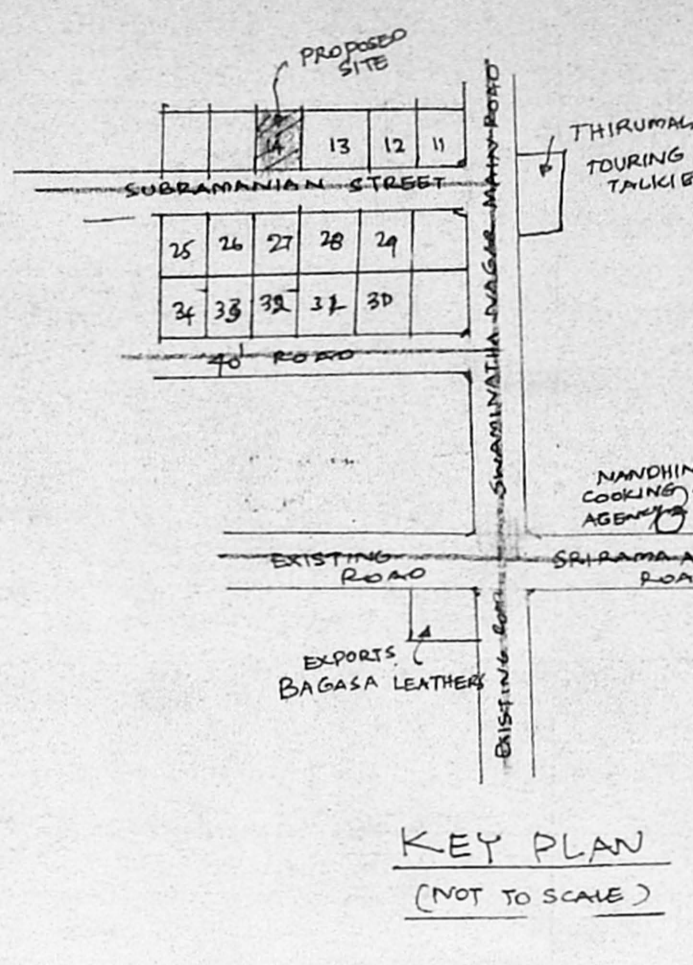 PROPOSED
SITE
14 13 12 11
THIRUMAL
TOURING
TALKIE
SUBRAMANIAN STREET
SWAMINATHA NAGAR MAIN ROAD
25 26 27 28 29
34 33 32 31 30
40' ROAD
NANDHIN
COOKING
AGENCY
EXISTING
ROAD
SRIRAMA A
ROA
EXISTING ROAD
EXPORTS
BAGASA LEATHERS
KEY PLAN
(NOT TO SCALE)